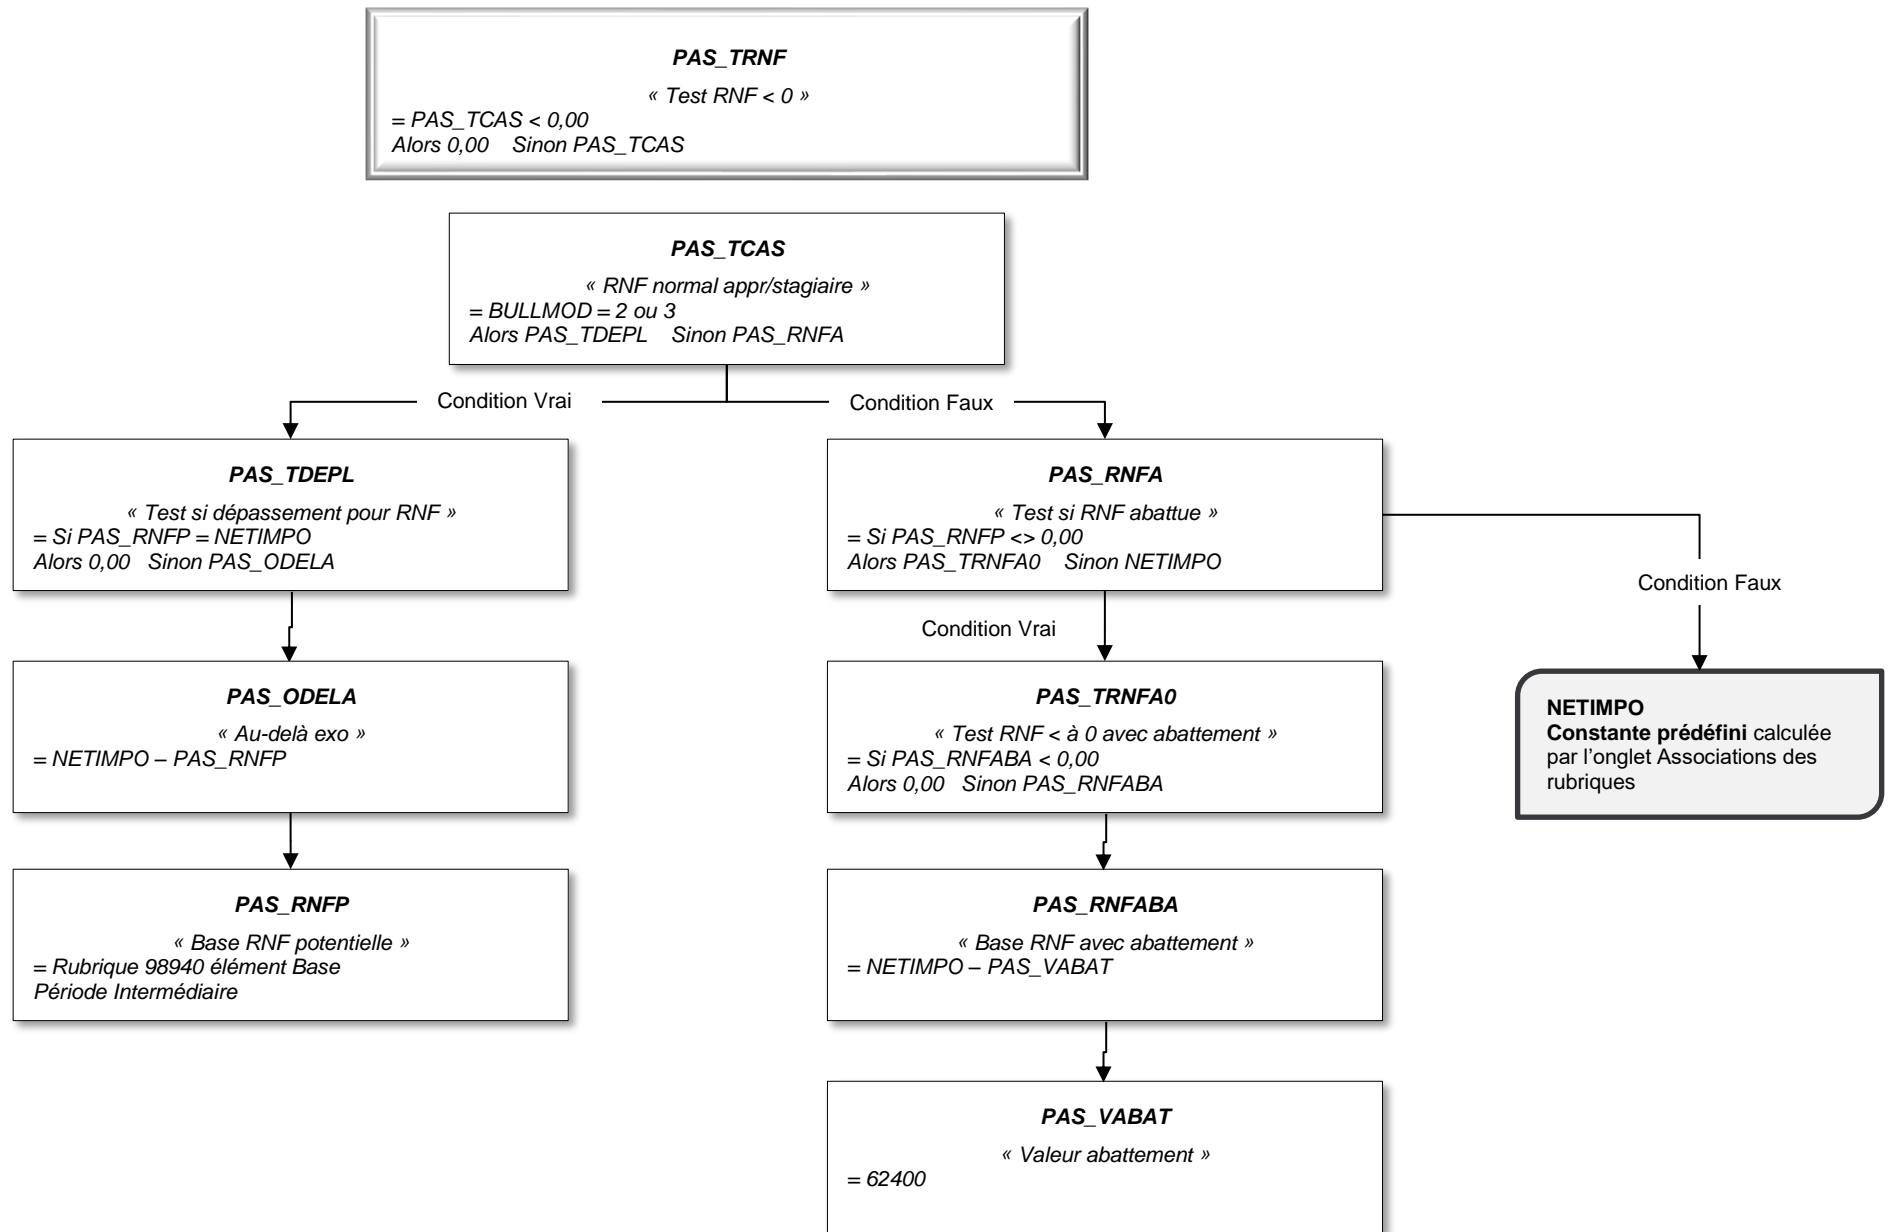 PAS_TRNF
« Test RNF < 0 »
= PAS_TCAS < 0,00
Alors 0,00 Sinon PAS_TCAS
PAS_TCAS
« RNF normal appr/stagiaire »
= BULLMOD = 2 ou 3
Alors PAS_TDEPL Sinon PAS_RNFA
Condition Vrai
Condition Faux
PAS_TDEPL
« Test si dépassement pour RNF »
= Si PAS_RNFP = NETIMPO
Alors 0,00 Sinon PAS_ODELA
PAS_RNFA
« Test si RNF abattue »
= Si PAS_RNFP <> 0,00
Alors PAS_TRNFA0 Sinon NETIMPO
Condition Faux
Condition Vrai
PAS_ODELA
« Au-delà exo »
= NETIMPO – PAS_RNFP
PAS_TRNFA0
« Test RNF < à 0 avec abattement »
= Si PAS_RNFABA < 0,00
Alors 0,00 Sinon PAS_RNFABA
NETIMPO
Constante prédéfini calculée
par l'onglet Associations des
rubriques
PAS_RNFP
« Base RNF potentielle »
= Rubrique 98940 élément Base
Période Intermédiaire
PAS_RNFABA
« Base RNF avec abattement »
= NETIMPO – PAS_VABAT
PAS_VABAT
« Valeur abattement »
= 62400